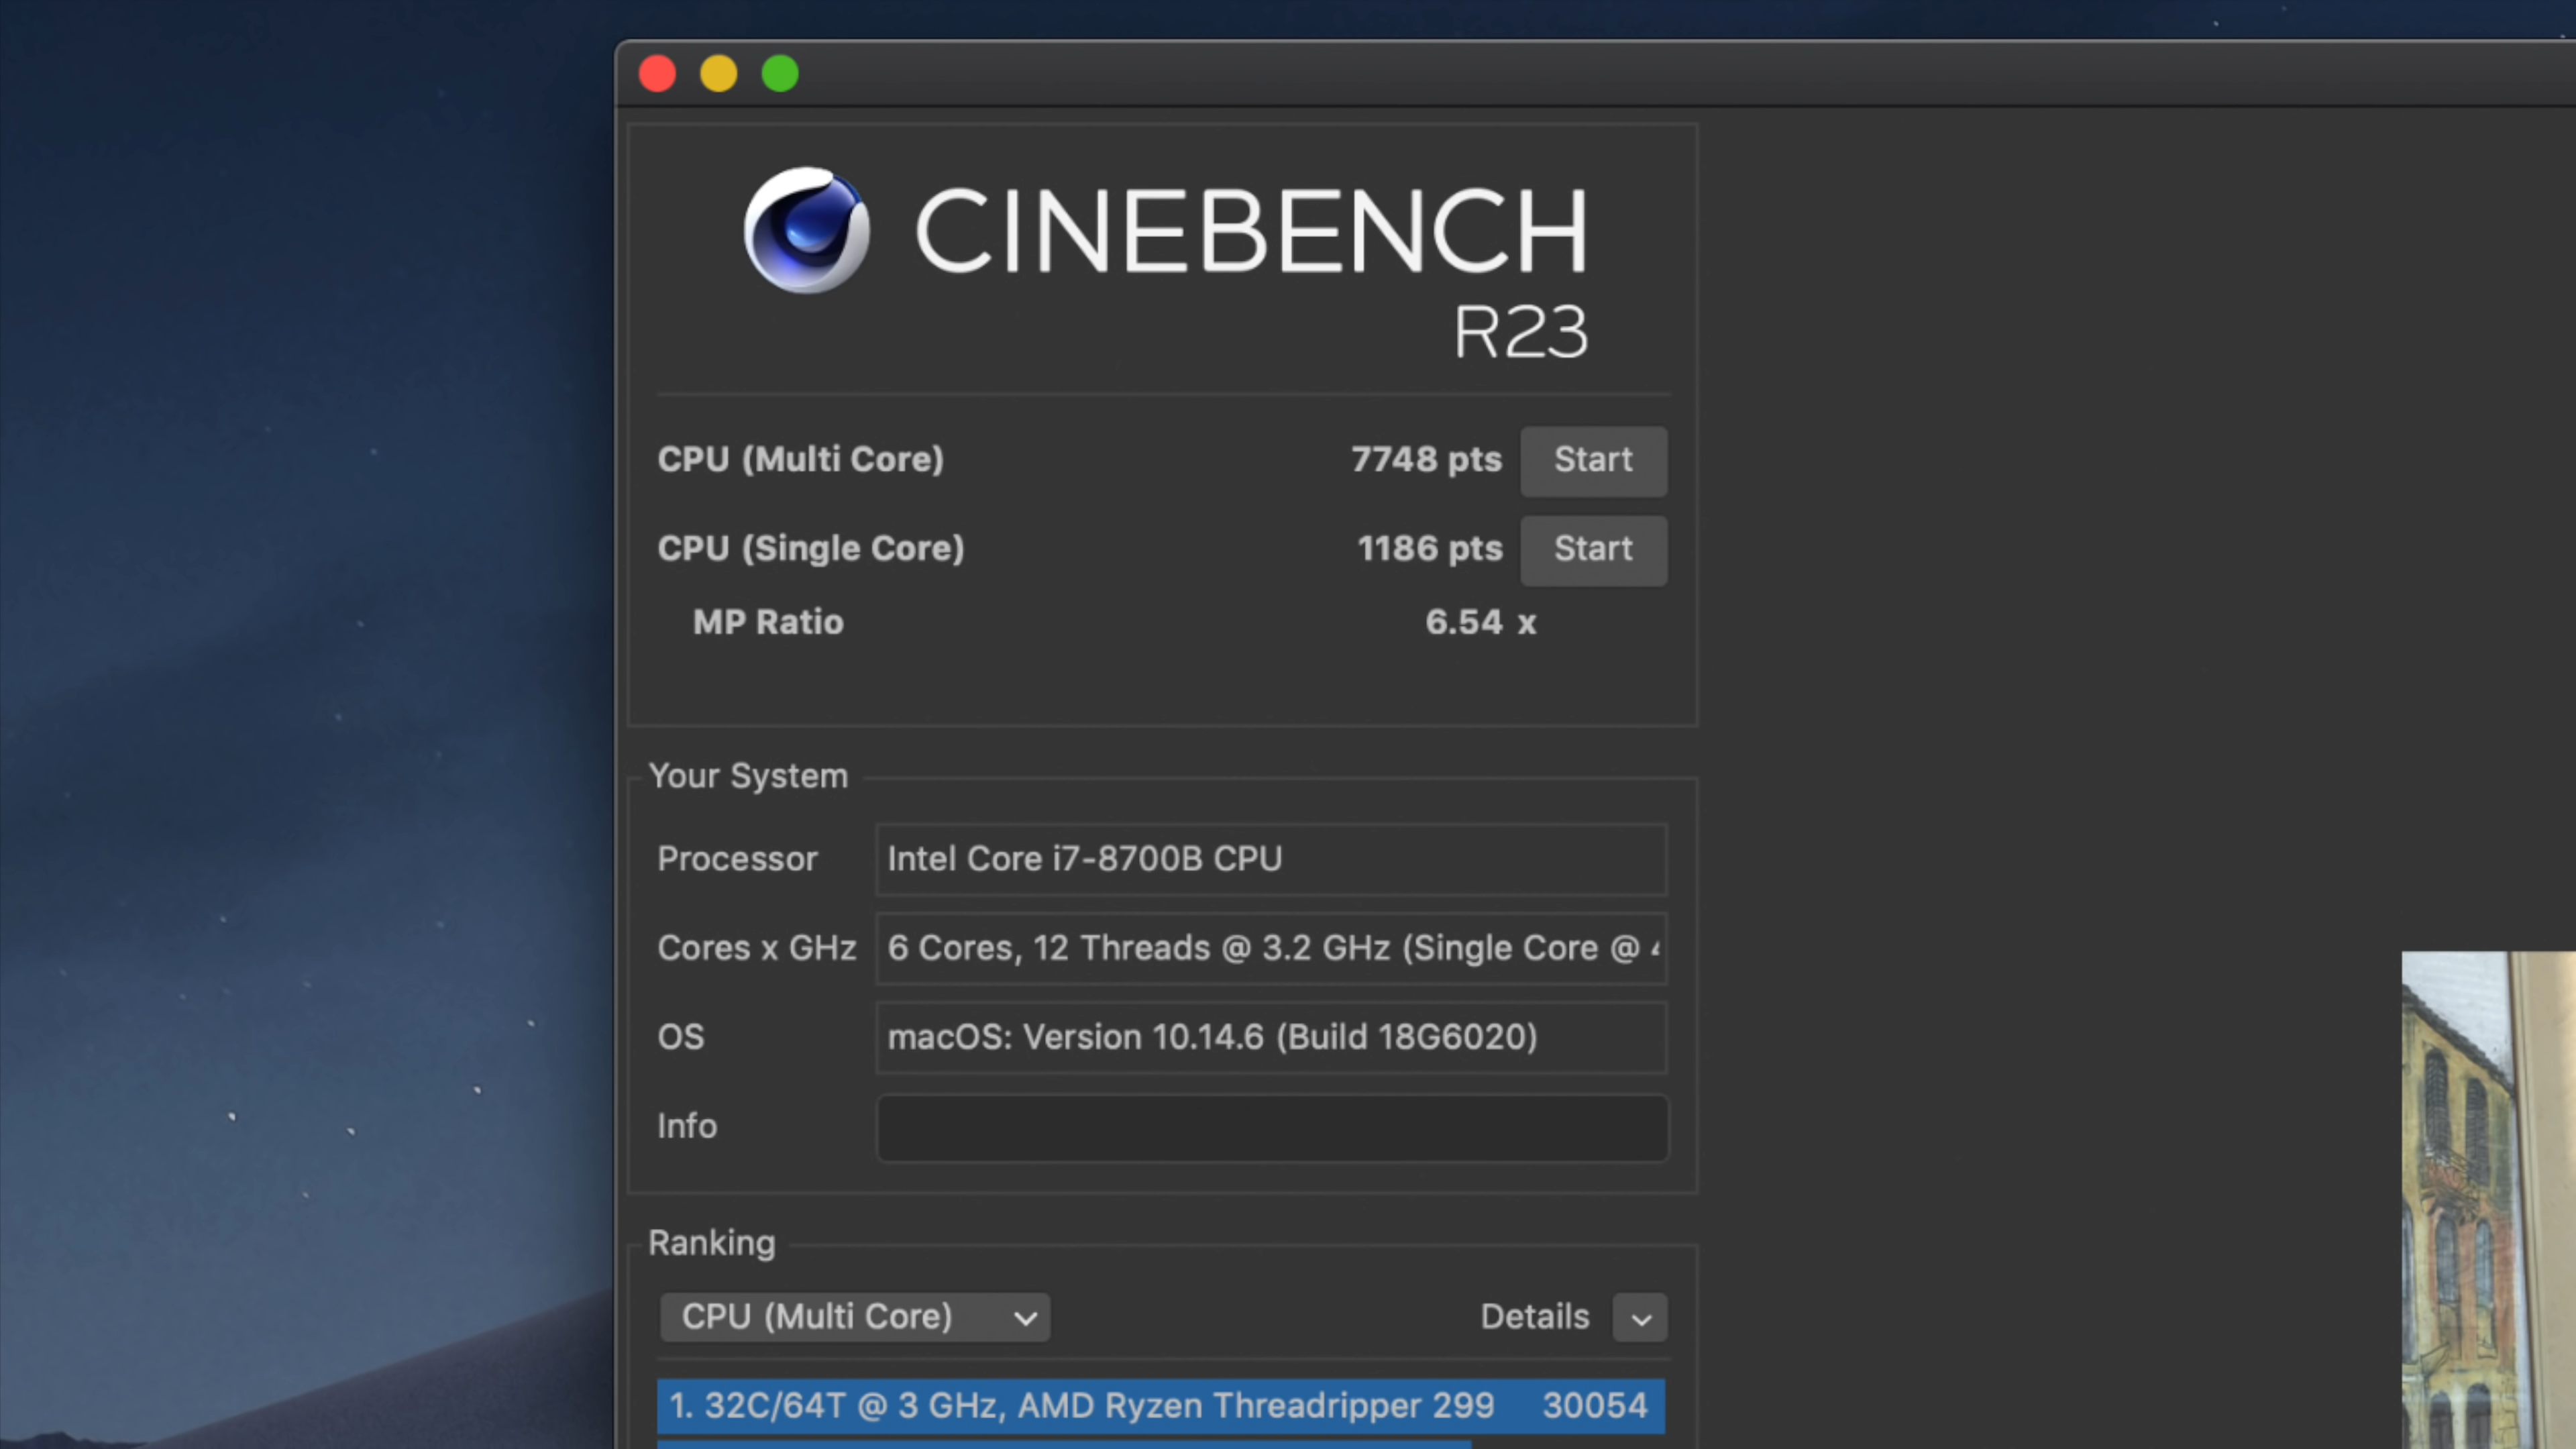 CINEBENCH
R23
CPU (Multi Core) 7748 pts Start
CPU (Single Core) 1186 pts Start
MP Ratio 6.54 x
Your System
Processor Intel Core i7-8700B CPU
Cores x GHz 6 Cores, 12 Threads @ 3.2 GHz (Single Core @
OS macOS: Version 10.14.6 (Build 18G6020)
Info
Ranking
CPU (Multi Core) Details
1. 32C/64T @ 3 GHz, AMD Ryzen Threadripper 299 30054